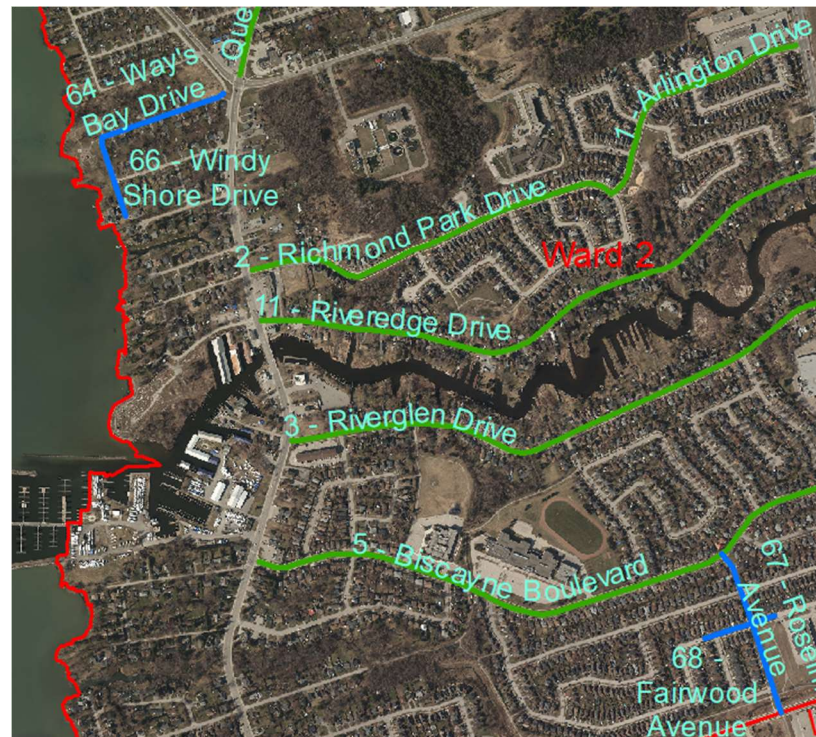 Que
64 - Way's
Bay Drive
66 - Windy
Shore Drive
1 - Arlington Drive
2 - Richmond Park Drive
Ward 2
11 - Riveredge Drive
3 - Riverglen Drive
5 - Biscayne Boulevard
67 - Roselm
Avenue
68 -
Fairwood
Avenue